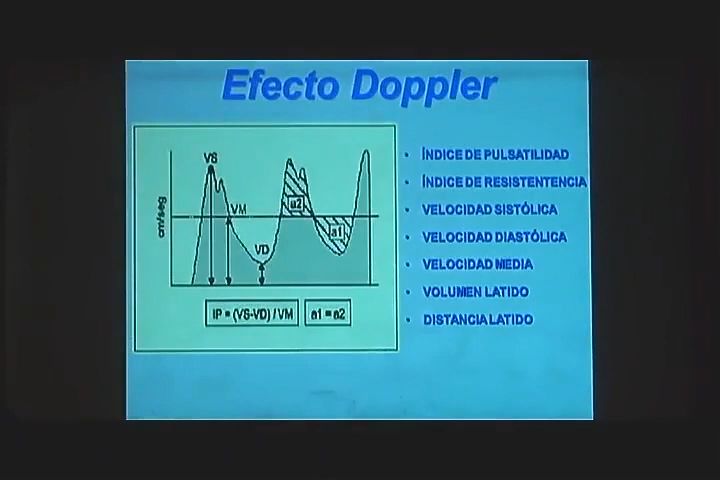 Efecto Doppler
VS
VM
VD
a2
a1
cm/seg
IP = (VS-VD) / VM
a1 = a2
• ÍNDICE DE PULSATILIDAD
• ÍNDICE DE RESISTENTENCIA
• VELOCIDAD SISTÓLICA
• VELOCIDAD DIASTÓLICA
• VELOCIDAD MEDIA
• VOLUMEN LATIDO
• DISTANCIA LATIDO